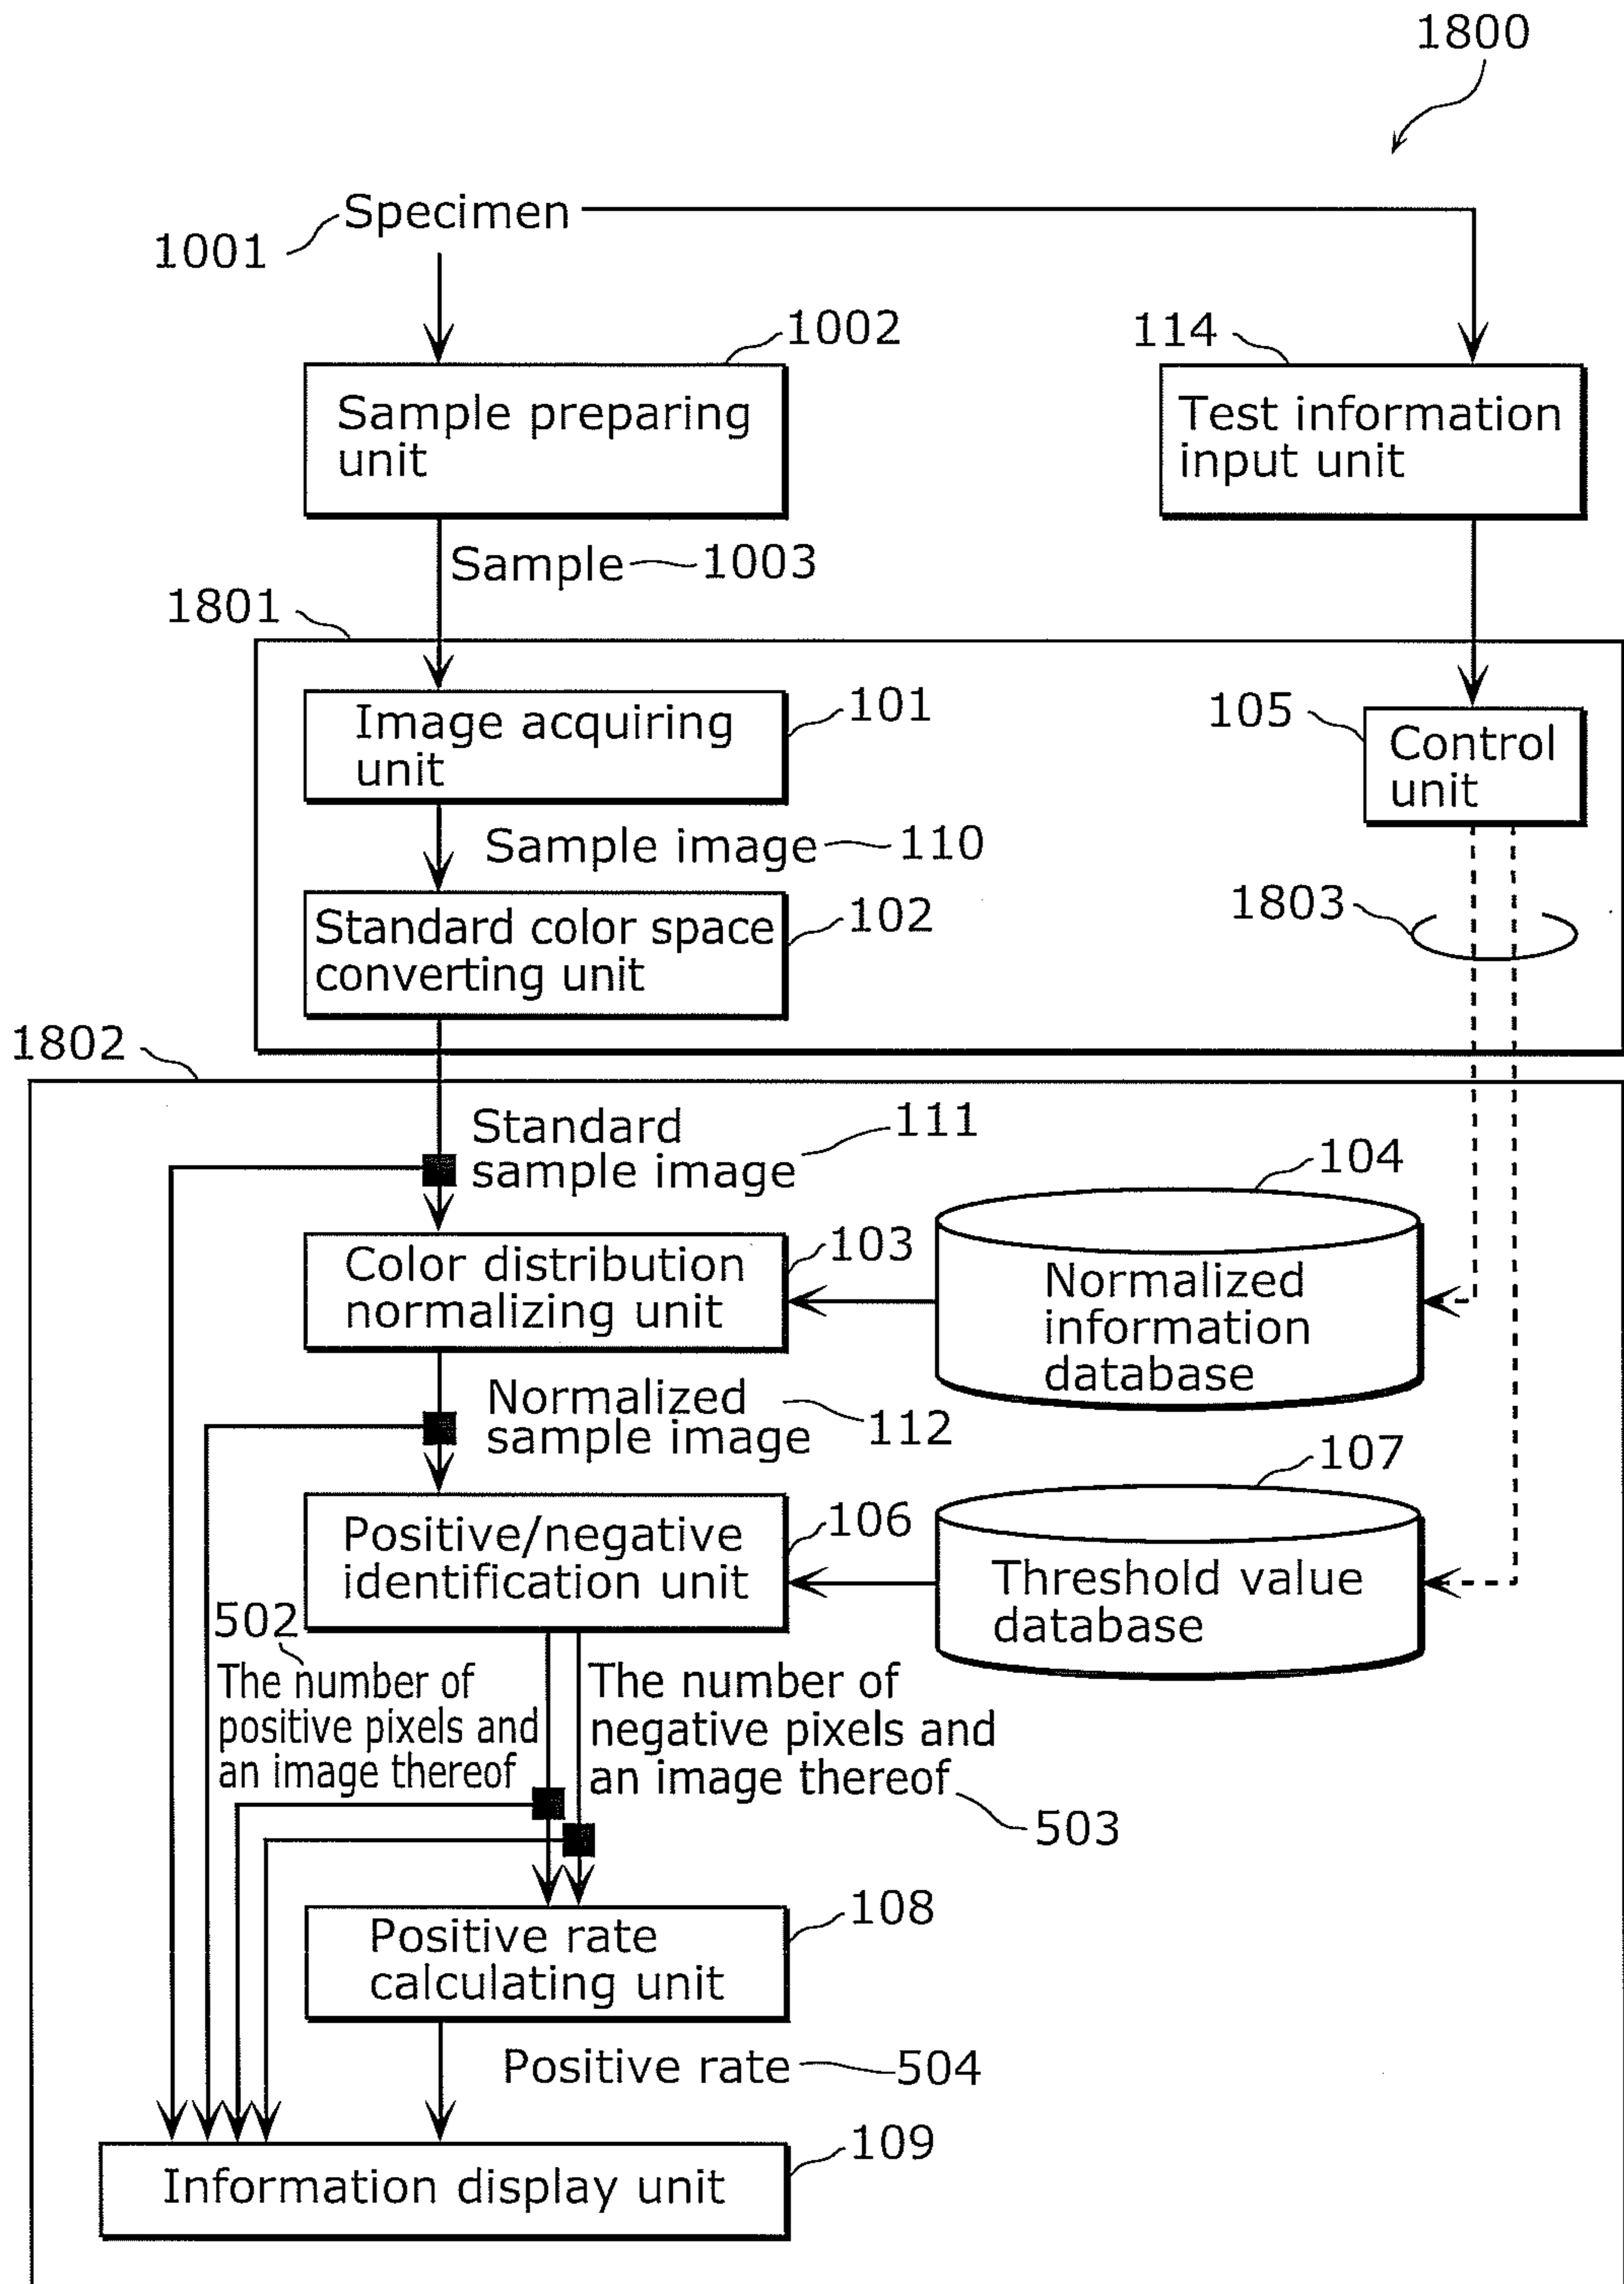 1800
Specimen
1001
1002
114
Sample preparing
unit
Test information
input unit
Sample
1003
1801
Image acquiring
unit
101
105
Control
unit
Sample image
110
Standard color space
converting unit
102
1803
1802
Standard
sample image
111
104
Color distribution
normalizing unit
103
Normalized
information
database
Normalized
sample image
112
107
Positive/negative
identification unit
106
Threshold value
database
502
The number of
positive pixels and
an image thereof
The number of
negative pixels and
an image thereof
503
Positive rate
calculating unit
108
Positive rate
504
Information display unit
109